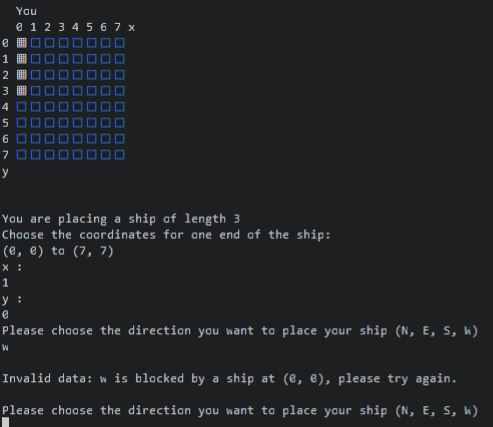 You
0 1 2 3 4 5 6 7 x
0
1
2
3
4
5
6
7
y
You are placing a ship of length 3
Choose the coordinates for one end of the ship:
(0, 0) to (7, 7)
x :
1
y :
0
Please choose the direction you want to place your ship (N, E, S, W)
w
Invalid data: w is blocked by a ship at (0, 0), please try again.
Please choose the direction you want to place your ship (N, E, S, W)